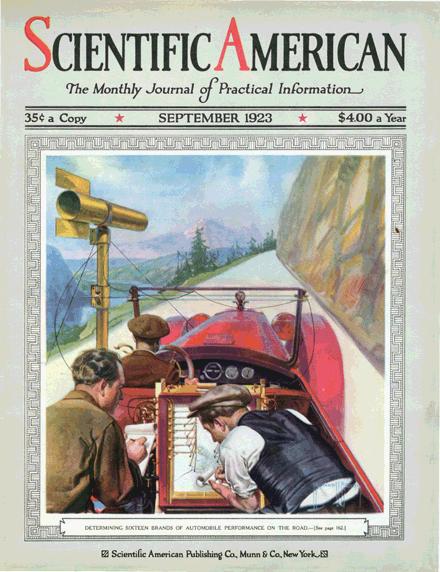 SCIENTIFIC AMERICAN
The Monthly Journal of Practical Information
35¢ a Copy ★ SEPTEMBER 1923 ★ $4.00 a Year
DETERMINING SIXTEEN BRANDS OF AUTOMOBILE PERFORMANCE ON THE ROAD.—[See page 162.]
Scientific American Publishing Co., Munn & Co., New York.